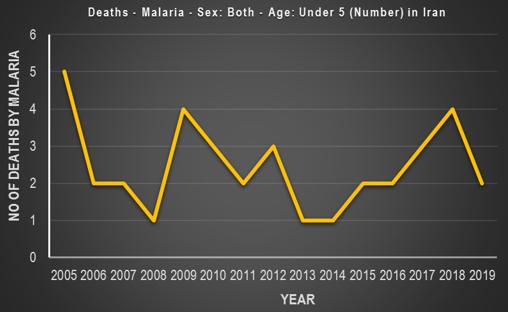 Deaths - Malaria - Sex: Both - Age: Under 5 (Number) in Iran
NO OF DEATHS BY MALARIA
6
5
4
3
2
1
0
2005 2006 2007 2008 2009 2010 2011 2012 2013 2014 2015 2016 2017 2018 2019
YEAR